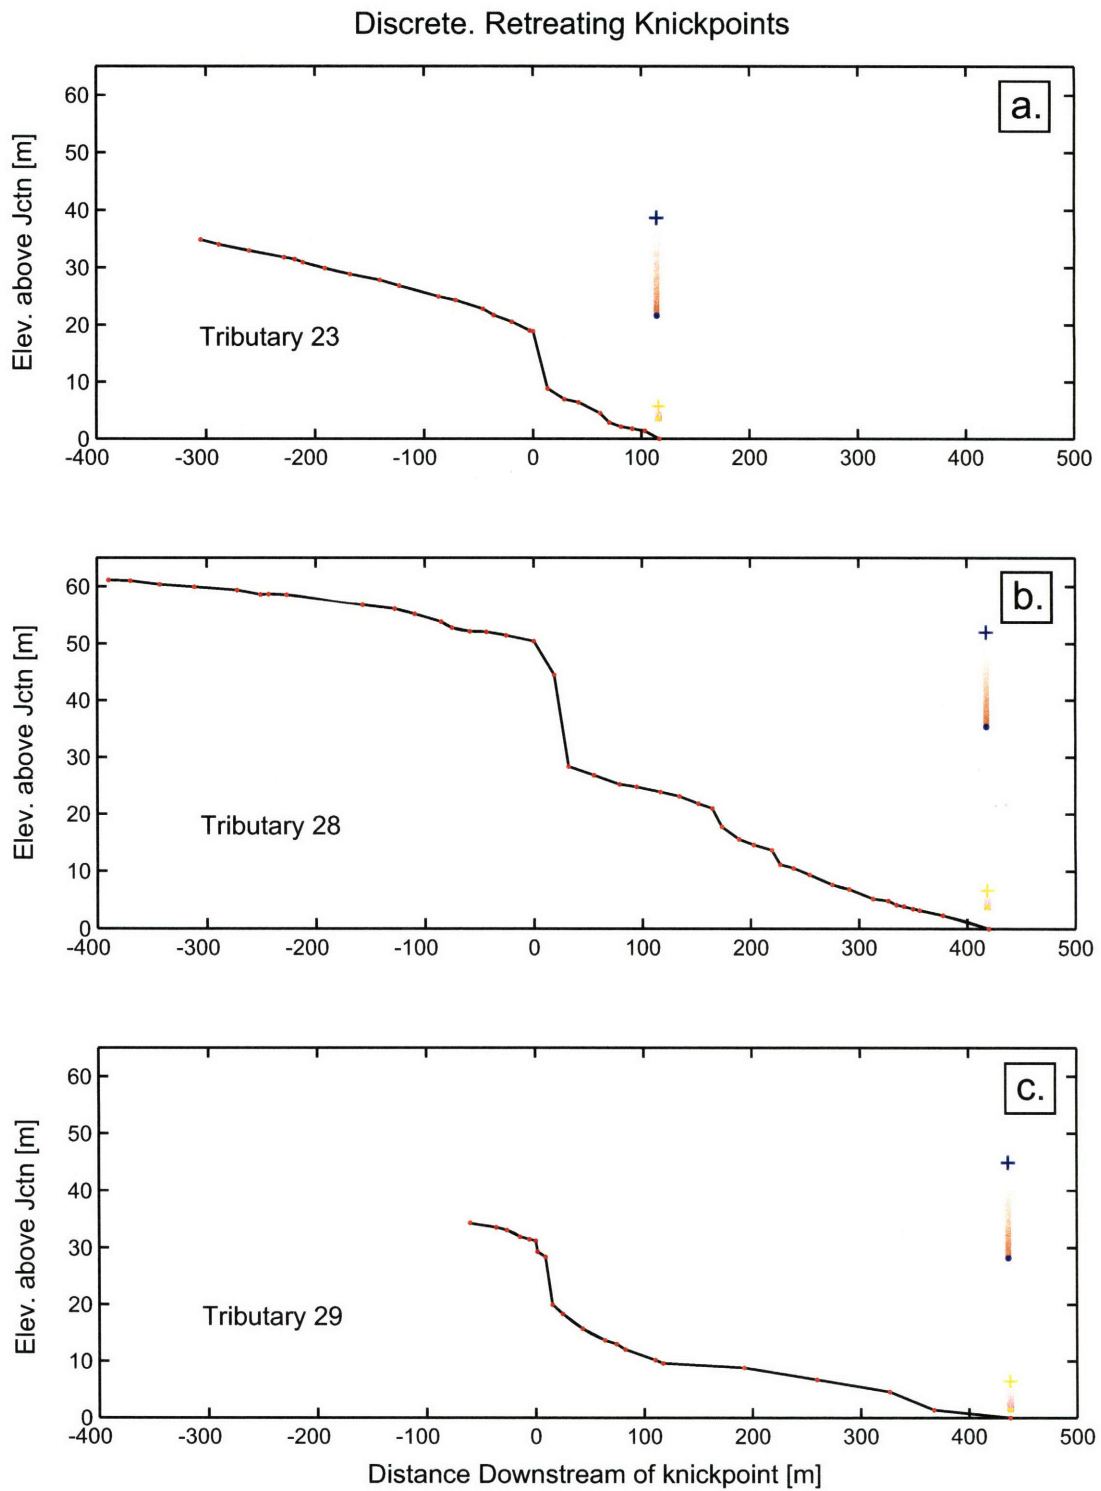 Discrete. Retreating Knickpoints
a.
Elev. above Jctn [m]
60
50
40
30
20
10
0
Tributary 23
-400 -300 -200 -100 0 100 200 300 400 500
b.
Elev. above Jctn [m]
60
50
40
30
20
10
0
Tributary 28
-400 -300 -200 -100 0 100 200 300 400 500
c.
Elev. above Jctn [m]
60
50
40
30
20
10
0
Tributary 29
-400 -300 -200 -100 0 100 200 300 400 500
Distance Downstream of knickpoint [m]